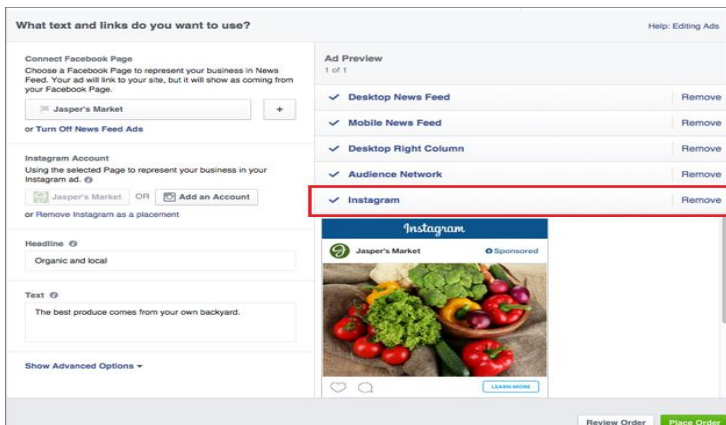 What text and links do you want to use?
Help: Editing Ads
Connect Facebook Page
Choose a Facebook Page to represent your business in News
Feed. Your ad will link to your site, but it will show as coming from
your Facebook Page.
Jasper's Market
+
or Turn Off News Feed Ads
Instagram Account
Using the selected Page to represent your business in your
Instagram ad.
Jasper's Market OR Add an Account
or Remove Instagram as a placement
Headline
Organic and local
Text
The best produce comes from your own backyard.
Show Advanced Options
Ad Preview
1 of 1
Desktop News Feed Remove
Mobile News Feed Remove
Desktop Right Column Remove
Audience Network Remove
Instagram Remove
Instagram
Jasper's Market Sponsored
LEARN MORE
Review Order Place Order